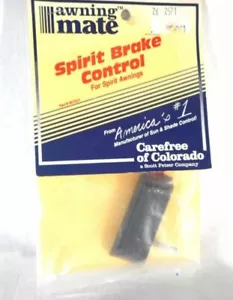 awning™
mate
Spirit Brake
Control
For Spirit Awnings
From America's #1
Manufacturer of Sun & Shade Control!
Carefree
of Colorado
a Scott Fetzer Company